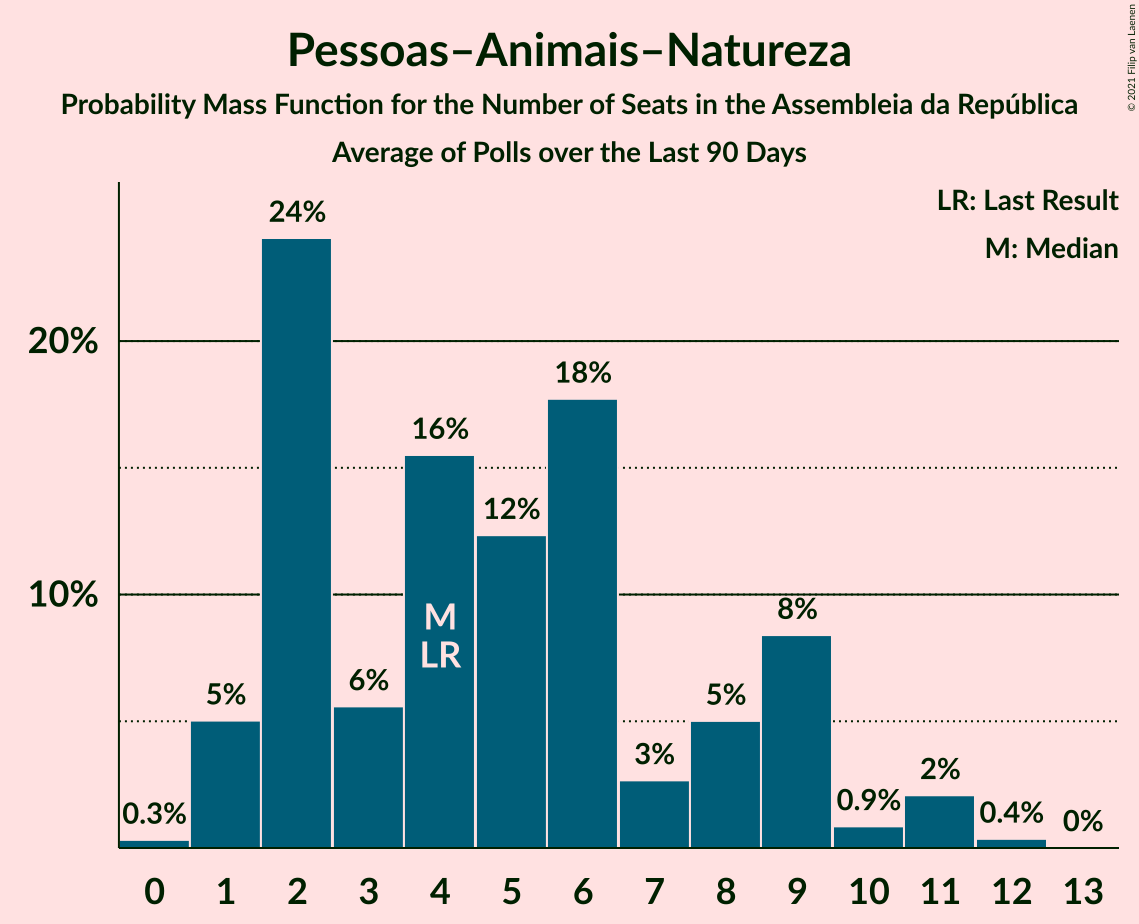 Pessoas–Animais–Natureza
Probability Mass Function for the Number of Seats in the Assembleia da República
Average of Polls over the Last 90 Days
© 2021 Filip van Laenen
LR: Last Result
M: Median
20%
10%
0.3%
5%
24%
6%
16%
12%
18%
3%
5%
8%
0.9%
2%
0.4%
0%
M
LR
0 1 2 3 4 5 6 7 8 9 10 11 12 13